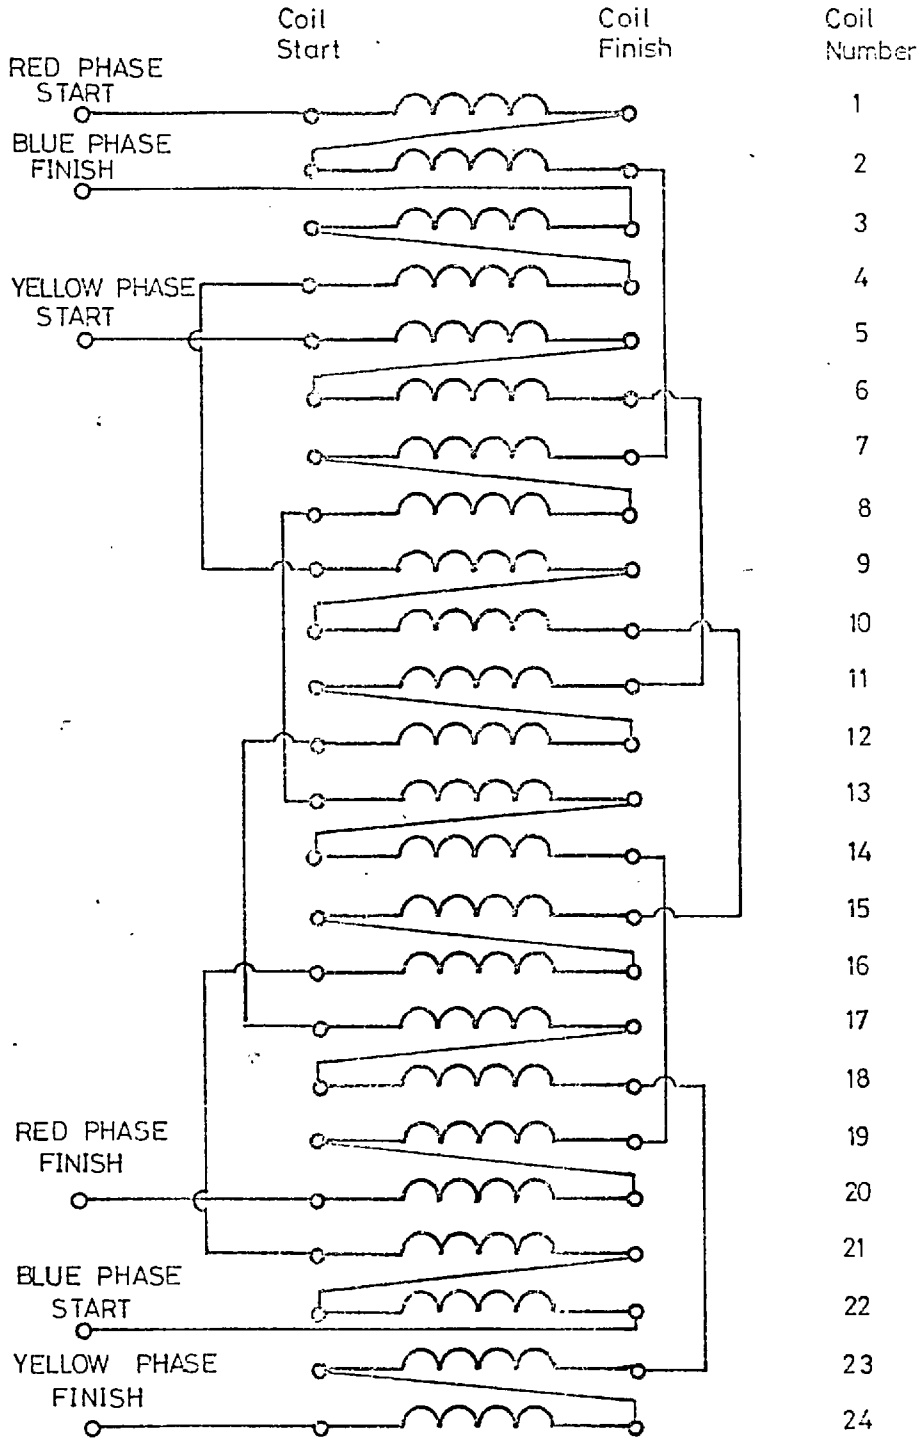 Coil Start
Coil Finish
Coil Number
RED PHASE
START
1
BLUE PHASE
FINISH
2
3
4
YELLOW PHASE
START
5
6
7
8
9
10
11
12
13
14
15
16
17
18
RED PHASE
FINISH
19
20
21
BLUE PHASE
START
22
YELLOW PHASE
FINISH
23
24